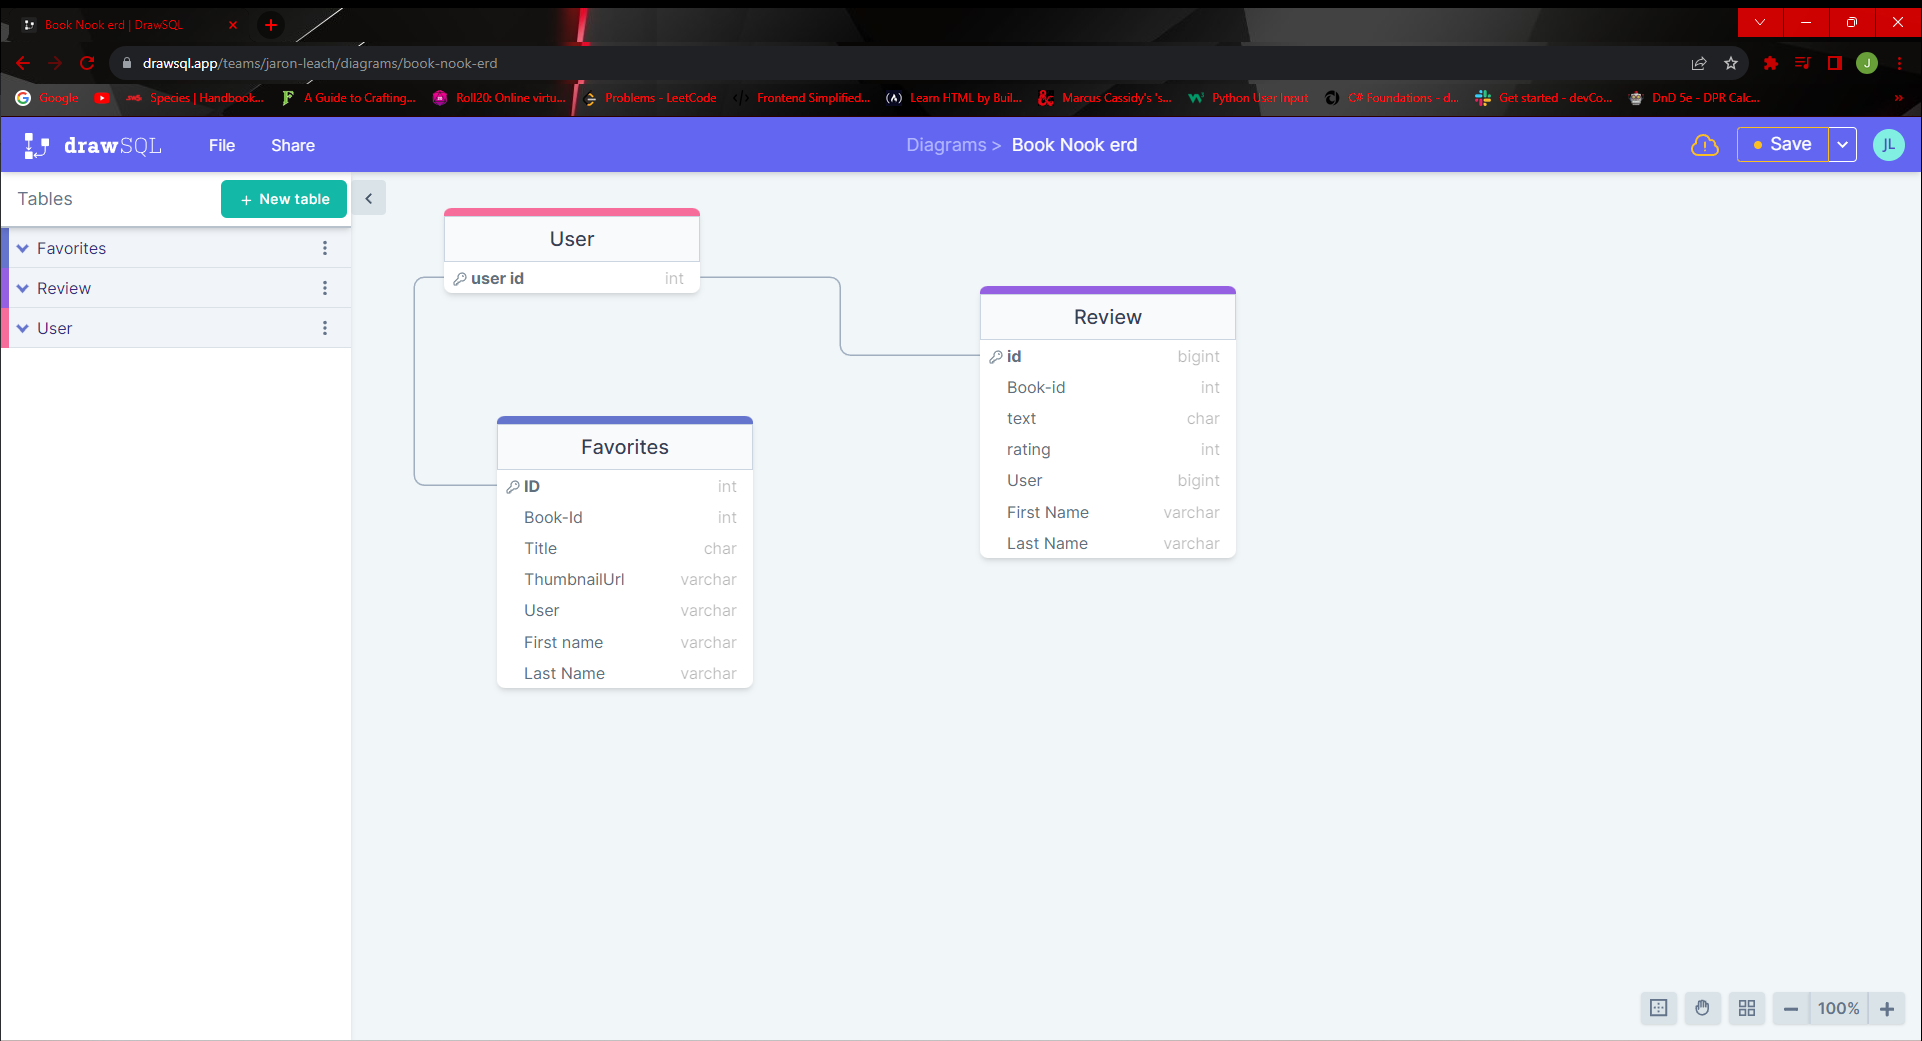 Book Nook erd | DrawSQL
drawsql.app/teams/jaron-leach/diagrams/book-nook-erd
J
Google Species | Handbook... A Guide to Crafting... Roll20: Online virtu... Problems - LeetCode Frontend Simplified... Learn HTML by Buil... Marcus Cassidy's 's... Python User Input C# Foundations - d... Get started - devCo... DnD 5e - DPR Calc... »
drawSQL File Share Diagrams > Book Nook erd Save JL
Tables + New table
Favorites
Review
User
User
user id int
Review
id bigint
Book-id int
text char
rating int
User bigint
First Name varchar
Last Name varchar
Favorites
ID int
Book-Id int
Title char
ThumbnailUrl varchar
User varchar
First name varchar
Last Name varchar
100%